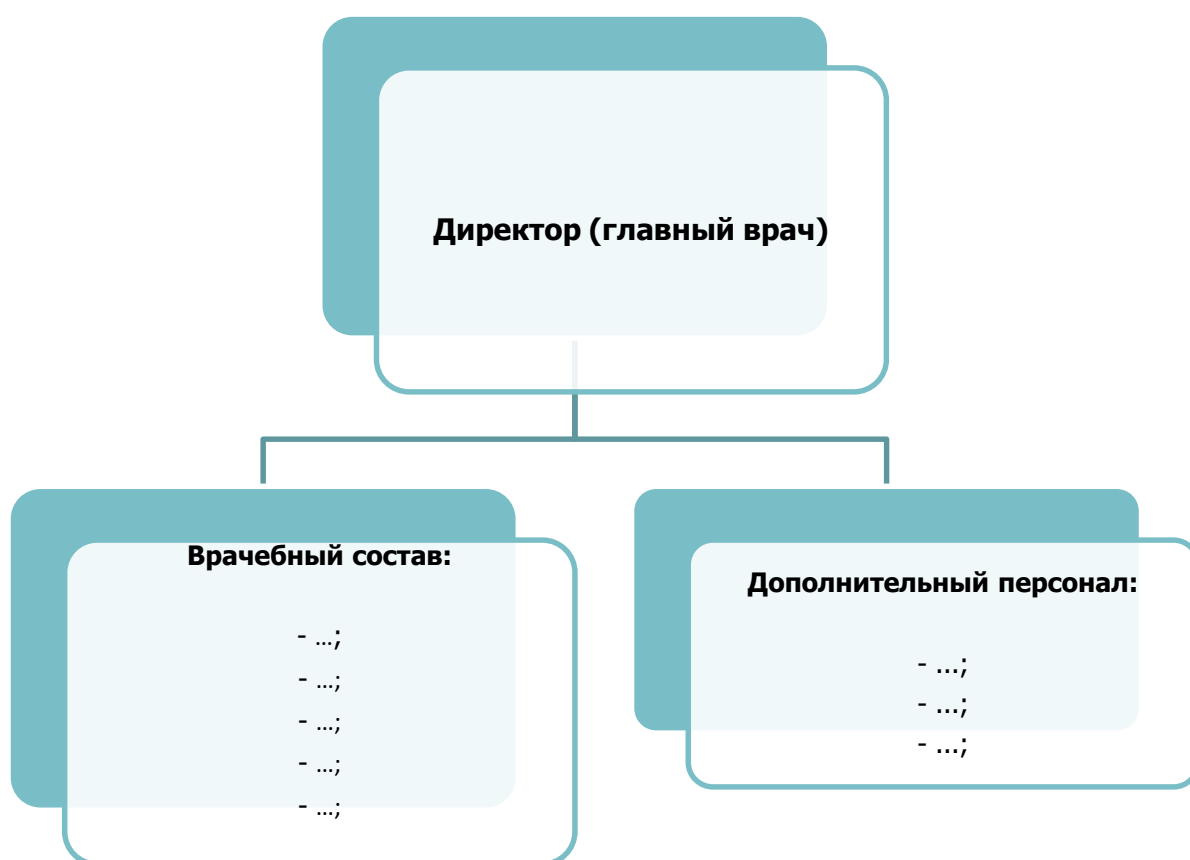 Директор (главный врач)
Врачебный состав:
- ...;
- ...;
- ...;
- ...;
- ...;
Дополнительный персонал:
- ...;
- ...;
- ...;